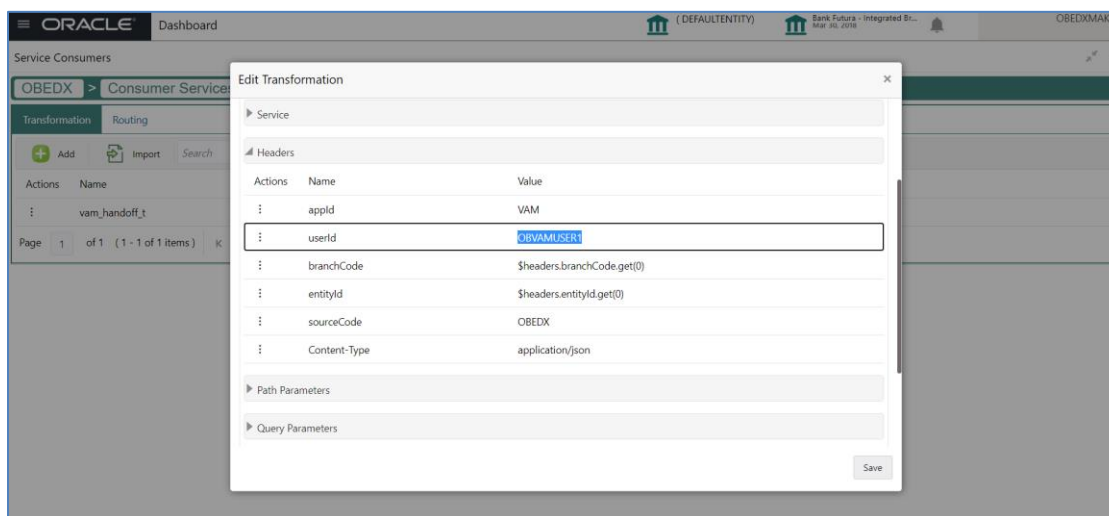 ORACLE Dashboard (DEFAULTENTITY) Bank Futura - Integrated Br... OBEDXMAK
Mar 30, 2018
Service Consumers
Edit Transformation ×
OBEDX > Consumer Services
Service
Transformation Routing
Headers
Add Import Search
Actions Name Value
Actions Name
appId VAM
vam_handoff_t
userId OBVAMUSER1
Page 1 of 1 (1 - 1 of 1 items) K
branchCode $headers.branchCode.get(0)
entityId $headers.entityId.get(0)
sourceCode OBEDX
Content-Type application/json
Path Parameters
Query Parameters
Save